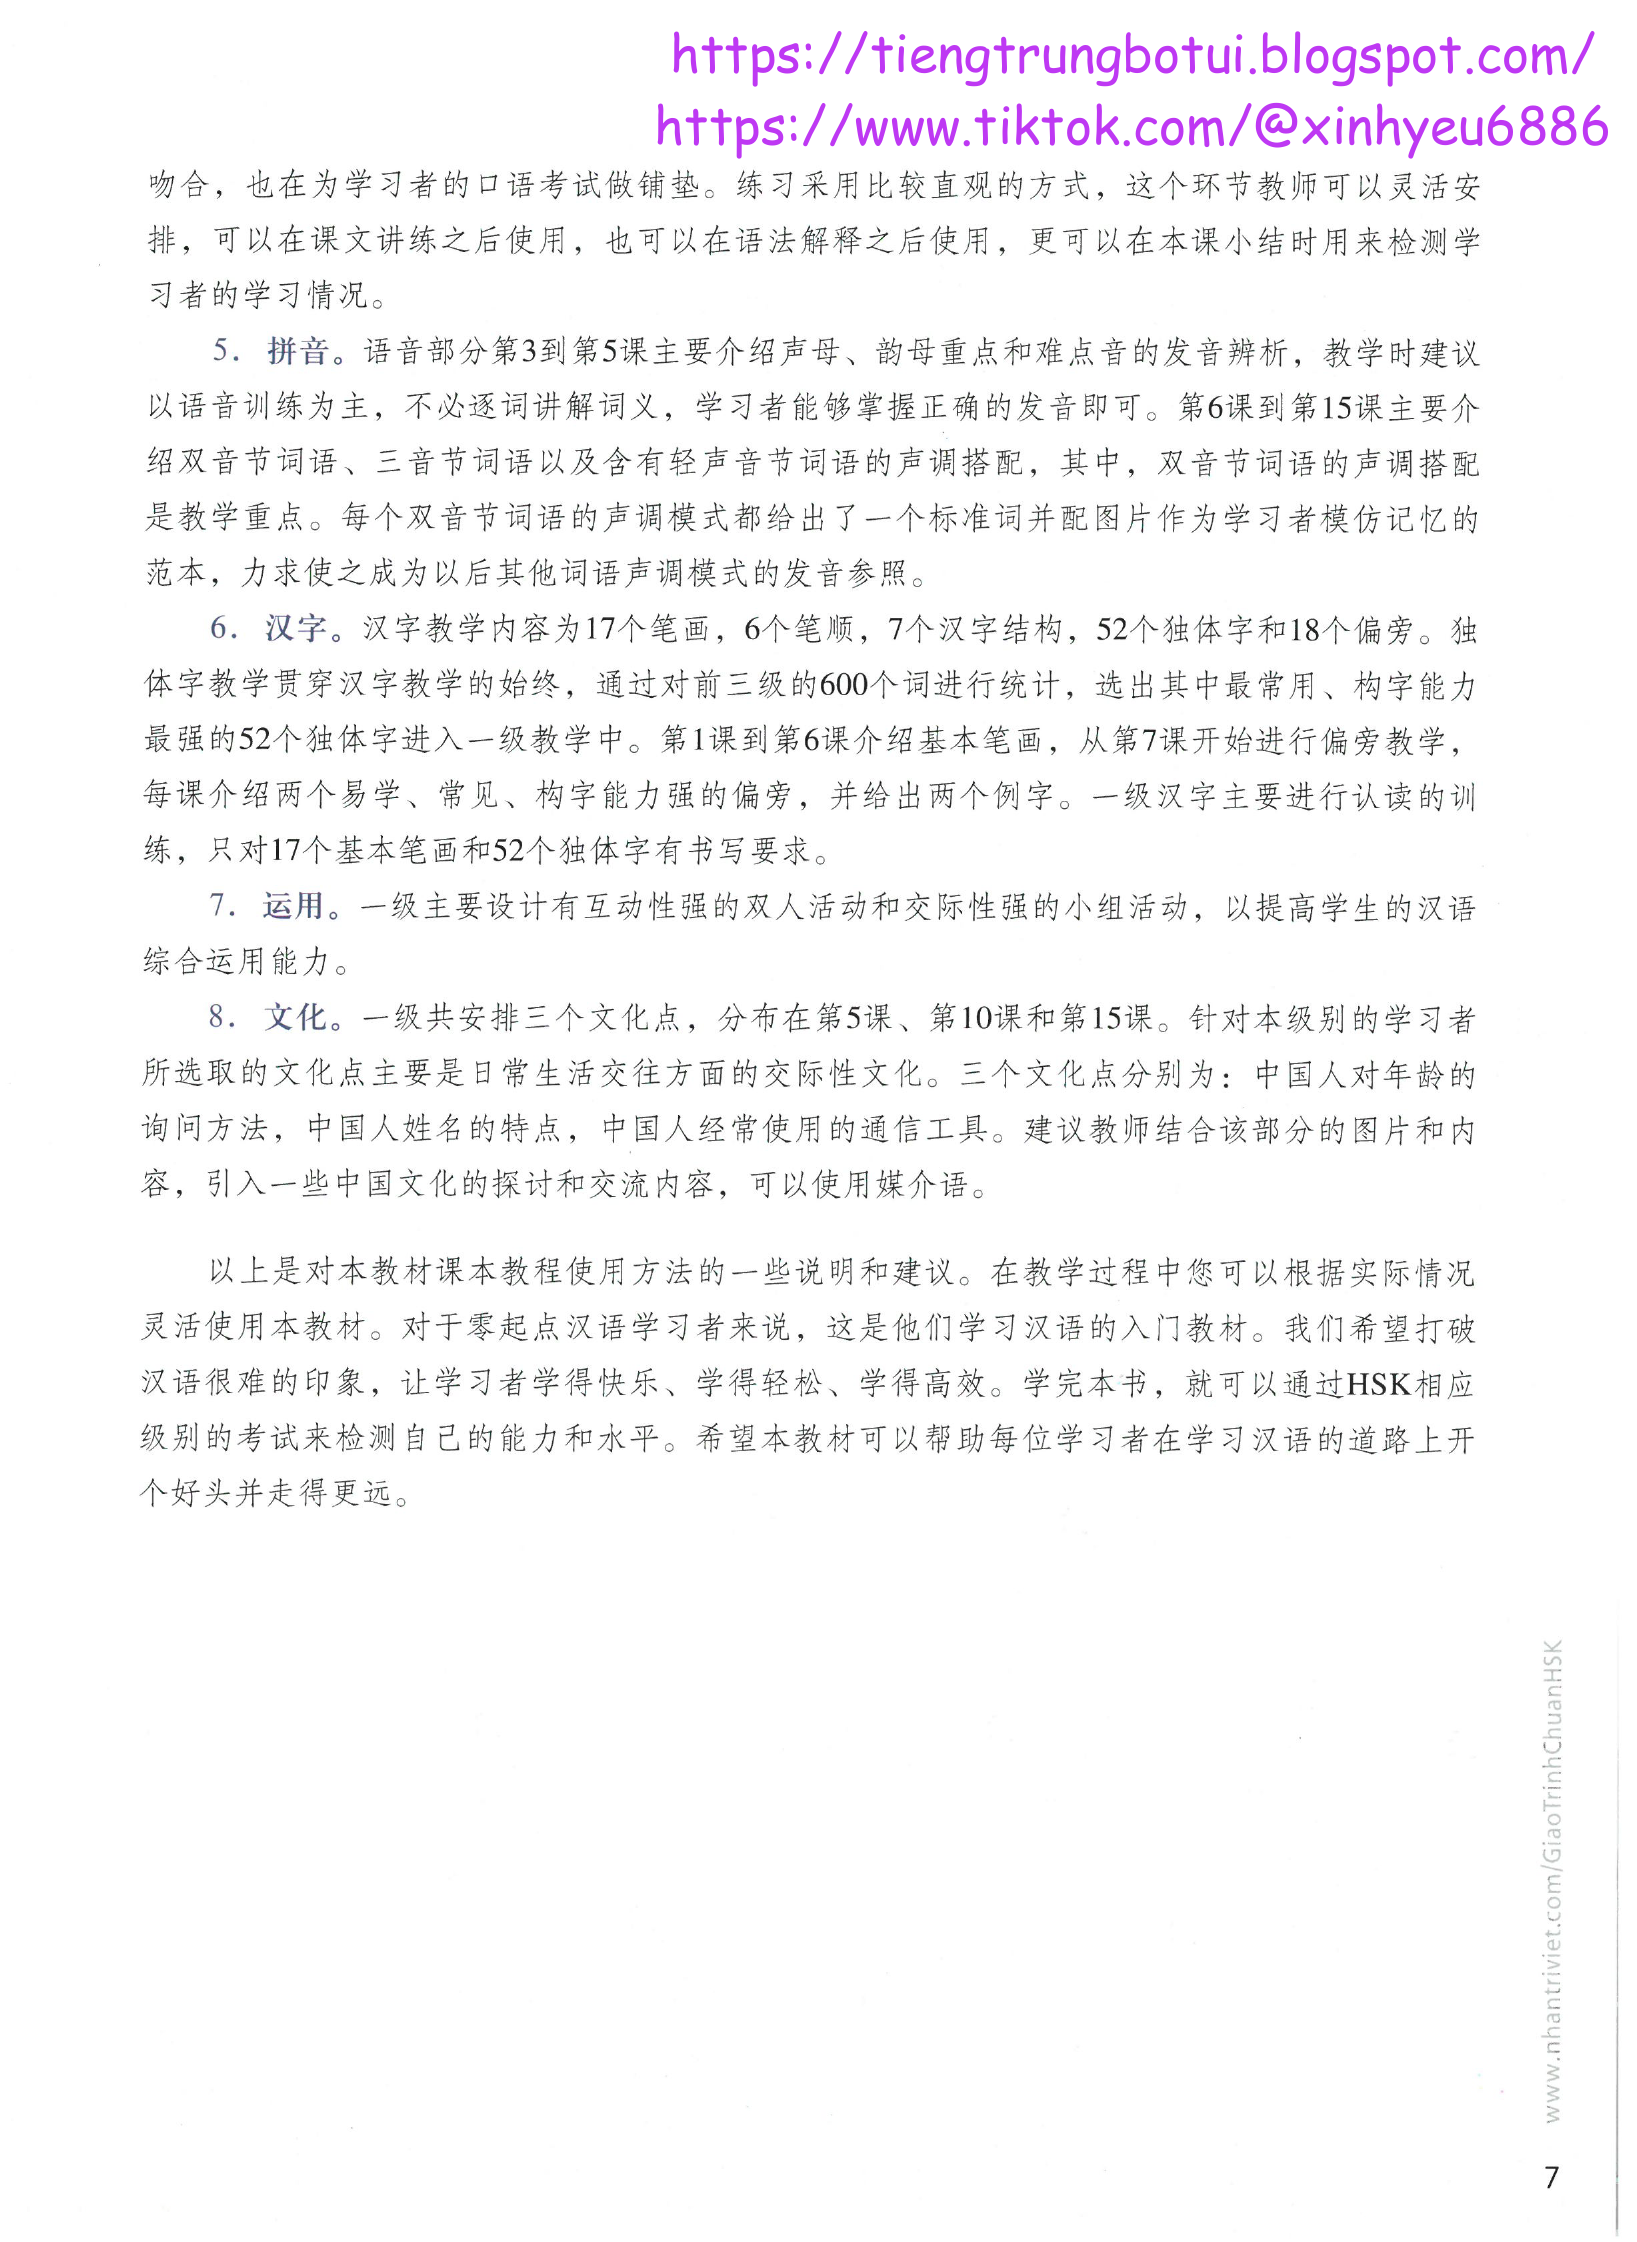 https://tiengtrungbotui.blogspot.com/
https://www.tiktok.com/@xinhyeu6886
吻合，也在为学习者的口语考试做铺垫。练习采用比较直观的方式，这个环节教师可以灵活安
排，可以在课文讲练之后使用，也可以在语法解释之后使用，更可以在本课小结时用来检测学
习者的学习情况。
5. 拼音。语音部分第3到第5课主要介绍声母、韵母重点和难点音的发音辨析，教学时建议
以语音训练为主，不必逐词讲解词义，学习者能够掌握正确的发音即可。第6课到第15课主要介
绍双音节词语、三音节词语以及含有轻声音节词语的声调搭配，其中，双音节词语的声调搭配
是教学重点。每个双音节词语的声调模式都给出了一个标准词并配图片作为学习者模仿记忆的
范本，力求使之成为以后其他词语声调模式的发音参照。
6. 汉字。汉字教学内容为17个笔画，6个笔顺，7个汉字结构，52个独体字和18个偏旁。独
体字教学贯穿汉字教学的始终，通过对前三级的600个词进行统计，选出其中最常用、构字能力
最强的52个独体字进入一级教学中。第1课到第6课介绍基本笔画，从第7课开始进行偏旁教学，
每课介绍两个易学、常见、构字能力强的偏旁，并给出两个例字。一级汉字主要进行认读的训
练，只对17个基本笔画和52个独体字有书写要求。
7. 运用。一级主要设计有互动性强的双人活动和交际性强的小组活动，以提高学生的汉语
综合运用能力。
8. 文化。一级共安排三个文化点，分布在第5课、第10课和第15课。针对本级别的学习者
所选取的文化点主要是日常生活交往方面的交际性文化。三个文化点分别为：中国人对年龄的
询问方法，中国人姓名的特点，中国人经常使用的通信工具。建议教师结合该部分的图片和内
容，引入一些中国文化的探讨和交流内容，可以使用媒介语。
以上是对本教材课本教程使用方法的一些说明和建议。在教学过程中您可以根据实际情况
灵活使用本教材。对于零起点汉语学习者来说，这是他们学习汉语的入门教材。我们希望打破
汉语很难的印象，让学习者学得快乐、学得轻松、学得高效。学完本书，就可以通过HSK相应
级别的考试来检测自己的能力和水平。希望本教材可以帮助每位学习者在学习汉语的道路上开
个好头并走得更远。
www.nhantriviet.com/GiaoTrinhChuanHSK
7